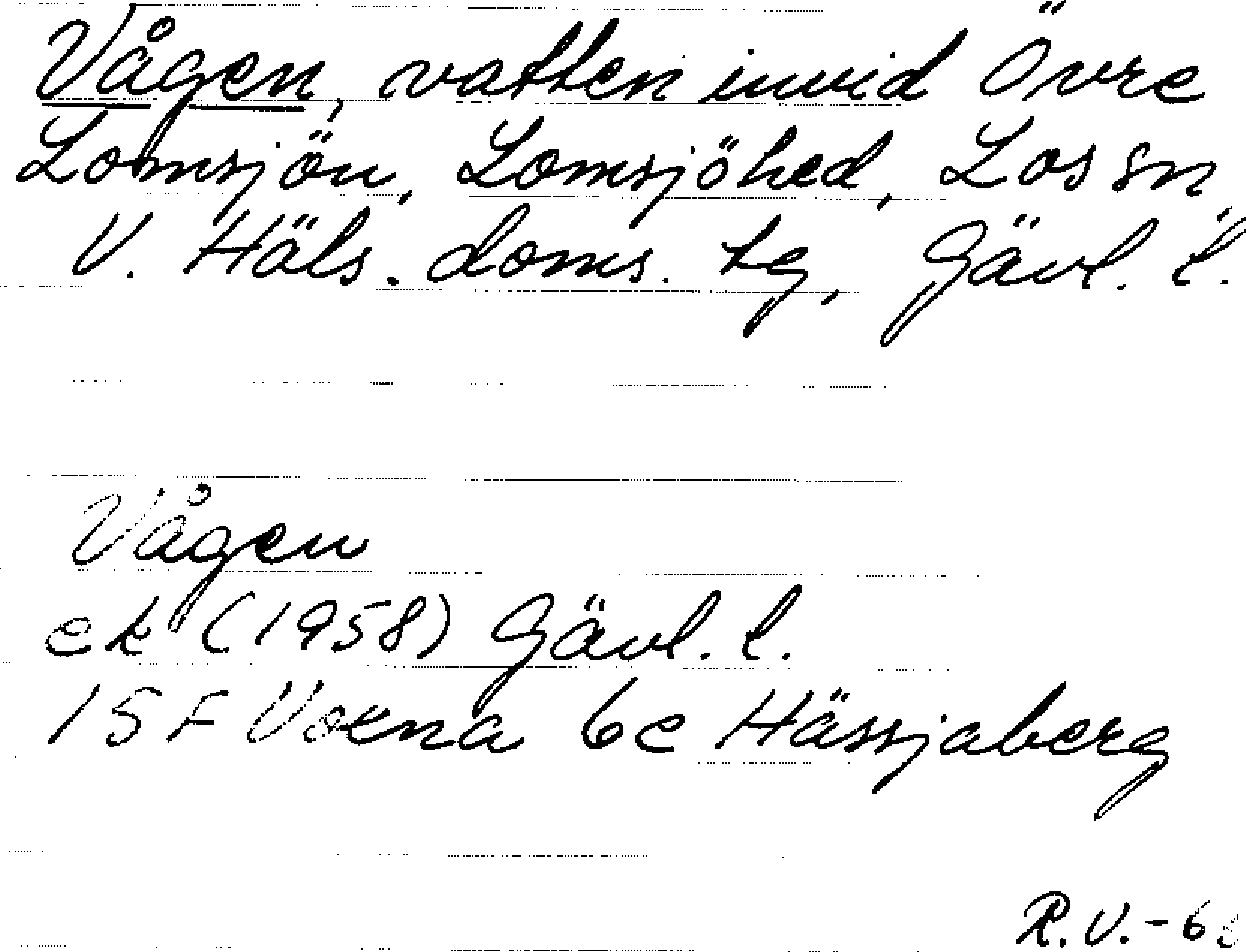 Vågen, vatten invid Övre
Lomsjön, Lomsjöhed, Los sn
V. Häls. doms. tg, Gävl. l.
Vågen
ek (1958) Gävl. l.
15 F Voxna 6c Hässjaberg
R.V.-6